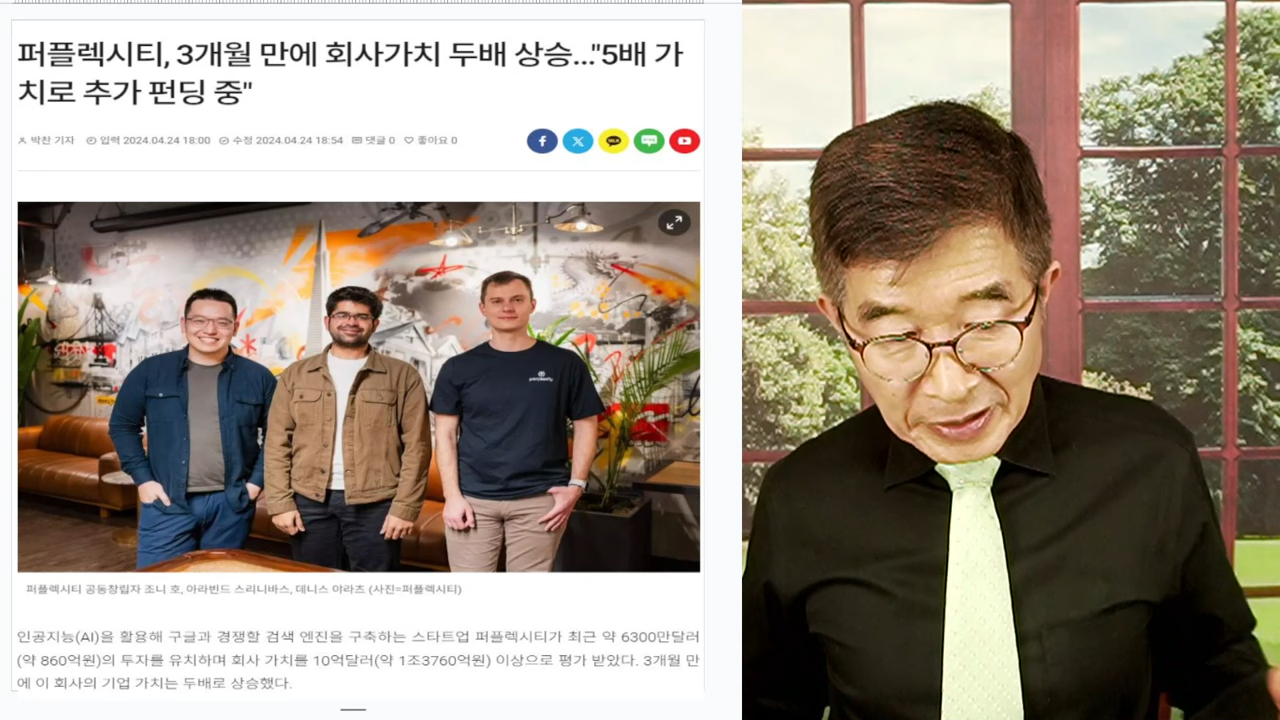 퍼플렉시티, 3개월 만에 회사가치 두배 상승..."5배 가
치로 추가 펀딩 중"
박찬 기자 입력 2024.04.24 18:00 수정 2024.04.24 18:54 댓글 0 좋아요 0
perplexity
퍼플렉시티 공동창립자 조니 호, 아라빈드 스리니바스, 데니스 야라츠 (사진=퍼플렉시티)
인공지능(AI)을 활용해 구글과 경쟁할 검색 엔진을 구축하는 스타트업 퍼플렉시티가 최근 약 6300만달러
(약 860억원)의 투자를 유치하며 회사 가치를 10억달러(약 1조3760억원) 이상으로 평가 받았다. 3개월 만
에 이 회사의 기업 가치는 두배로 상승했다.